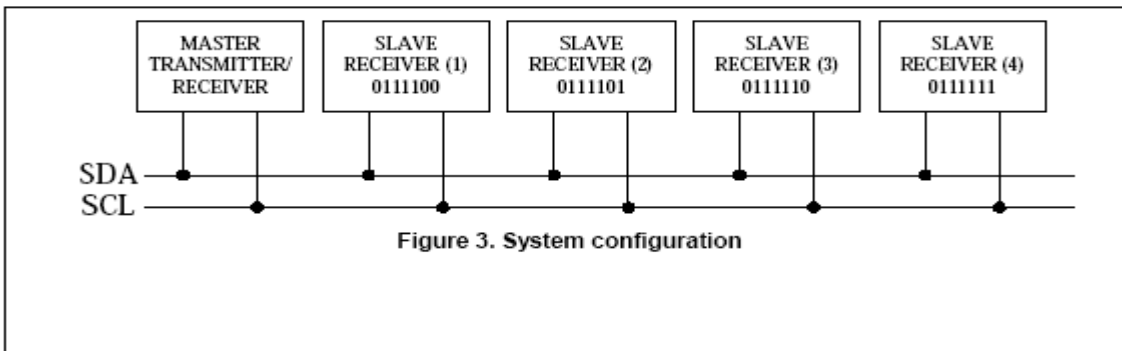 MASTER
TRANSMITTER/
RECEIVER
SLAVE
RECEIVER (1)
0111100
SLAVE
RECEIVER (2)
0111101
SLAVE
RECEIVER (3)
0111110
SLAVE
RECEIVER (4)
0111111
SDA
SCL
Figure 3. System configuration